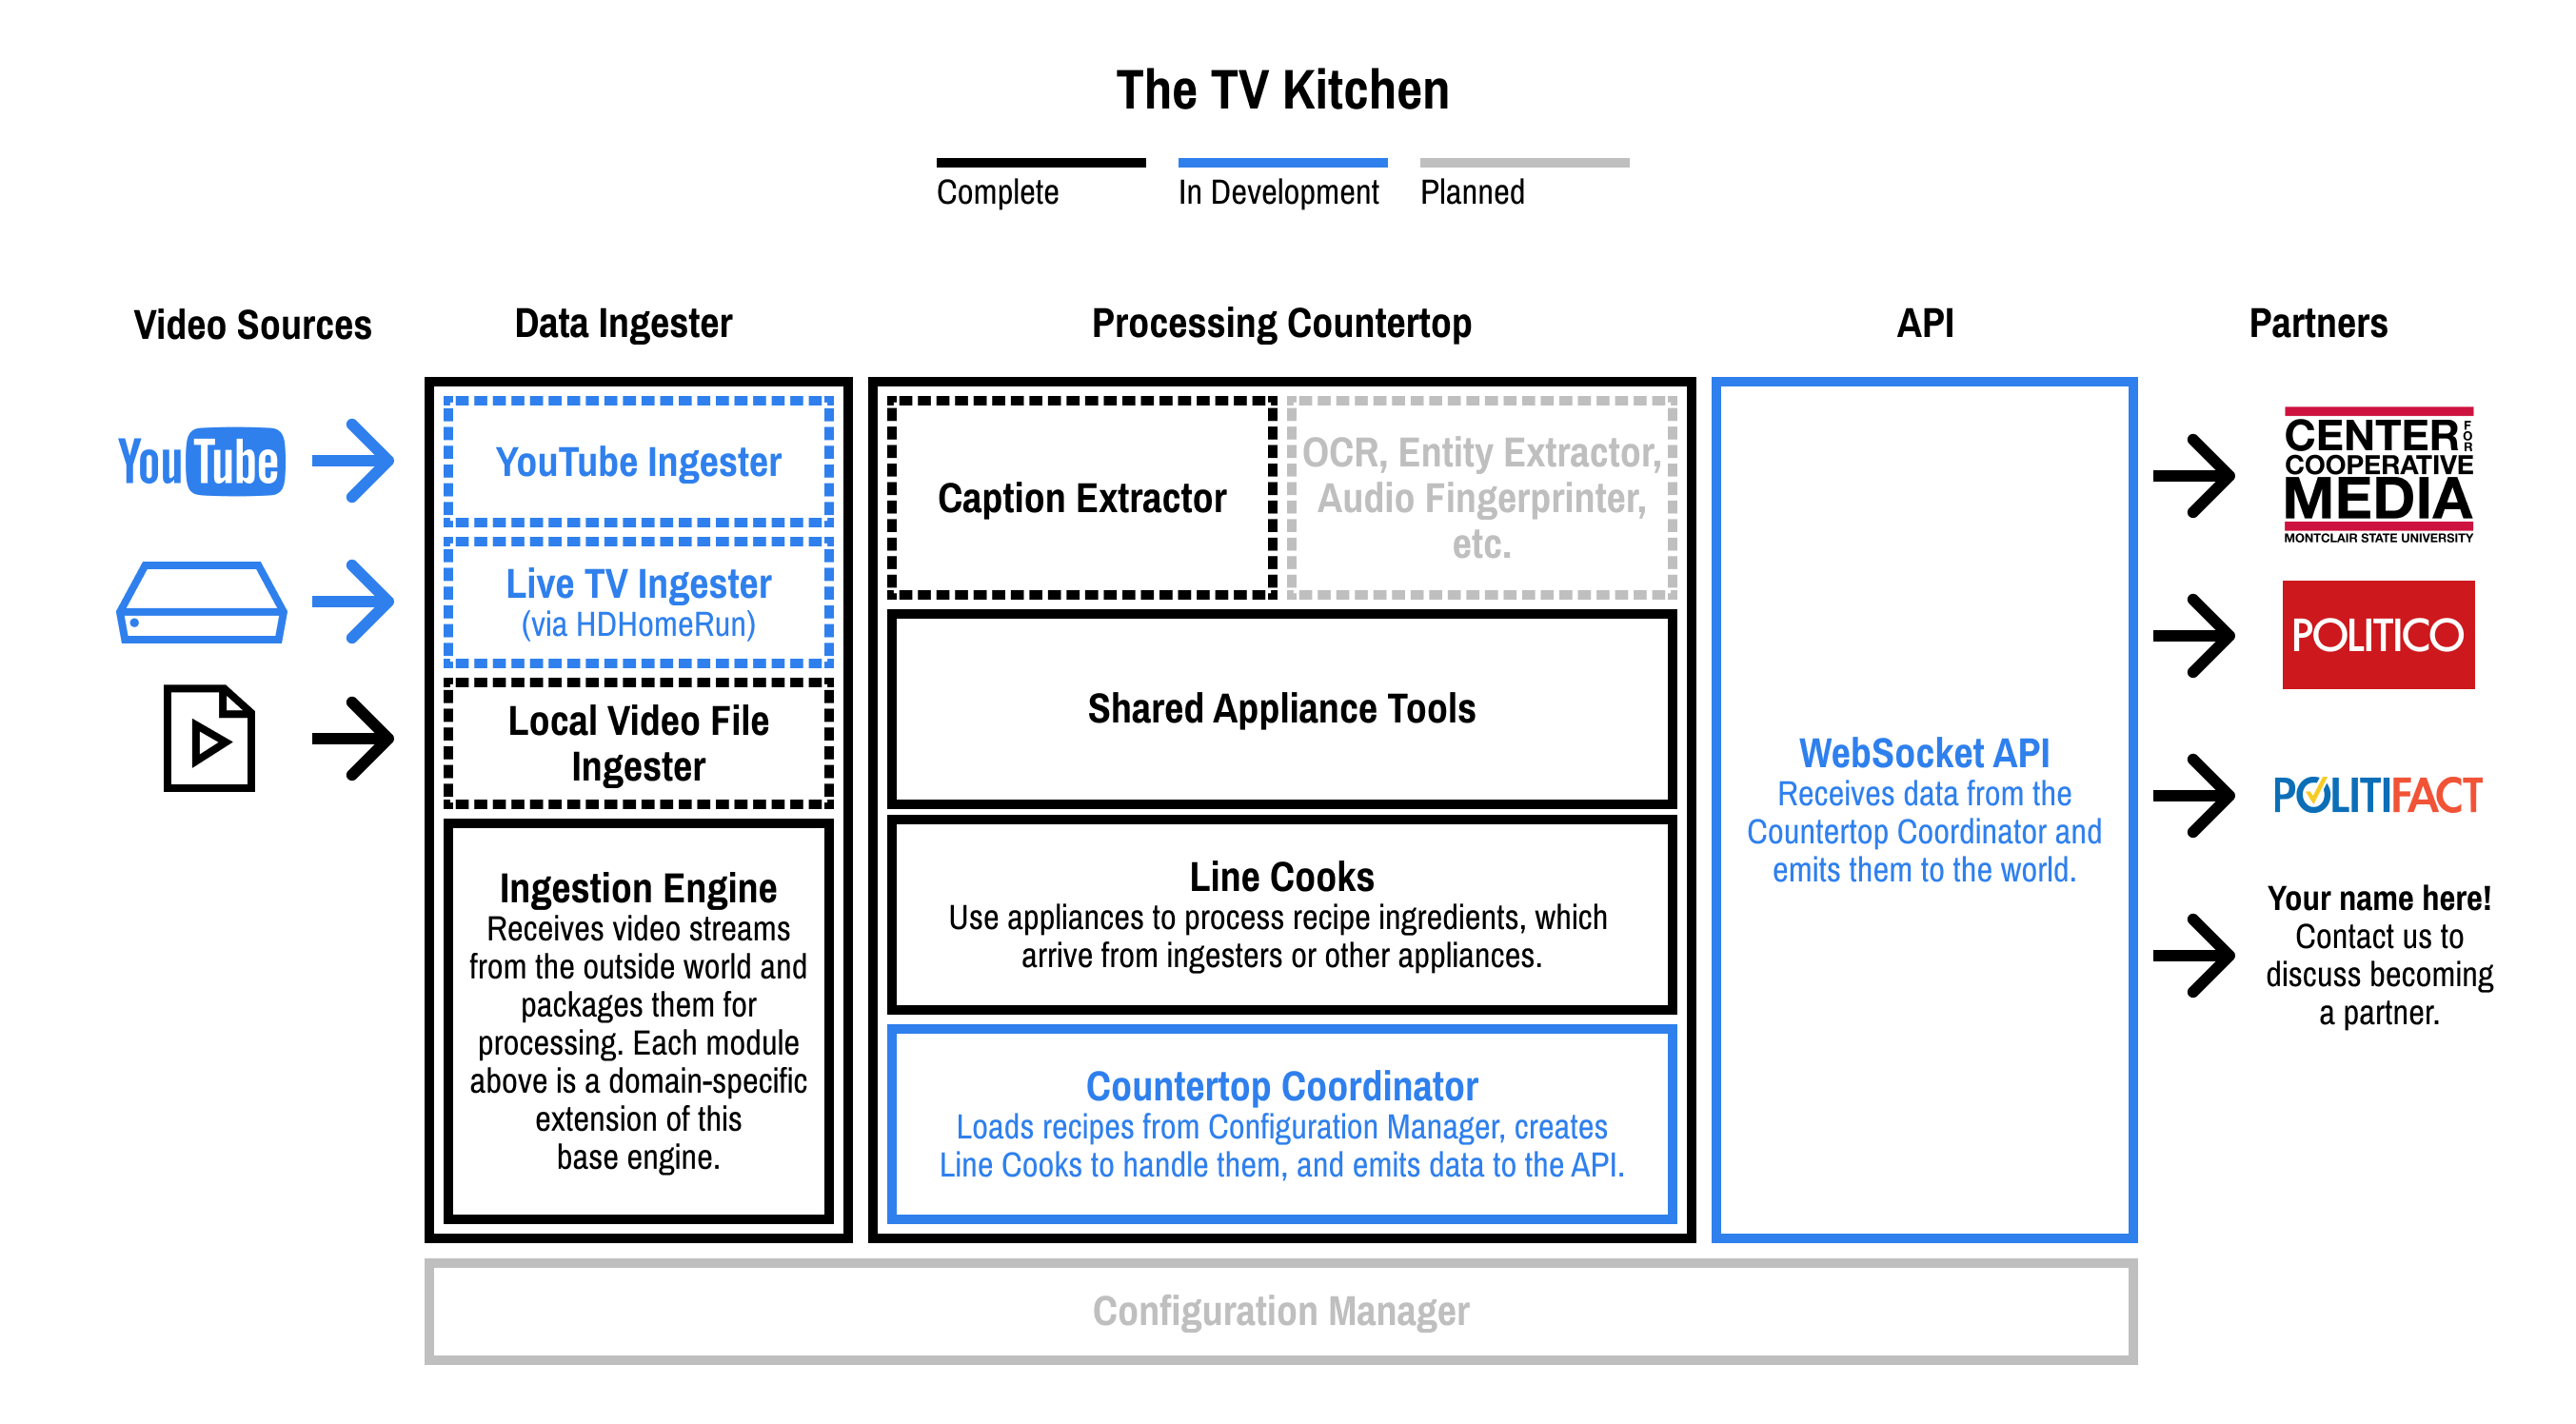 The TV Kitchen
Complete
In Development
Planned
Video Sources
Data Ingester
Processing Countertop
API
Partners
YouTube
YouTube Ingester
Live TV Ingester
(via HDHomeRun)
Local Video File
Ingester
Ingestion Engine
Receives video streams
from the outside world and
packages them for
processing. Each module
above is a domain-specific
extension of this
base engine.
Caption Extractor
OCR, Entity Extractor,
Audio Fingerprinter,
etc.
Shared Appliance Tools
Line Cooks
Use appliances to process recipe ingredients, which
arrive from ingesters or other appliances.
Countertop Coordinator
Loads recipes from Configuration Manager, creates
Line Cooks to handle them, and emits data to the API.
WebSocket API
Receives data from the
Countertop Coordinator and
emits them to the world.
CENTER FOR
COOPERATIVE
MEDIA
MONTCLAIR STATE UNIVERSITY
POLITICO
POLITIFACT
Your name here!
Contact us to
discuss becoming
a partner.
Configuration Manager